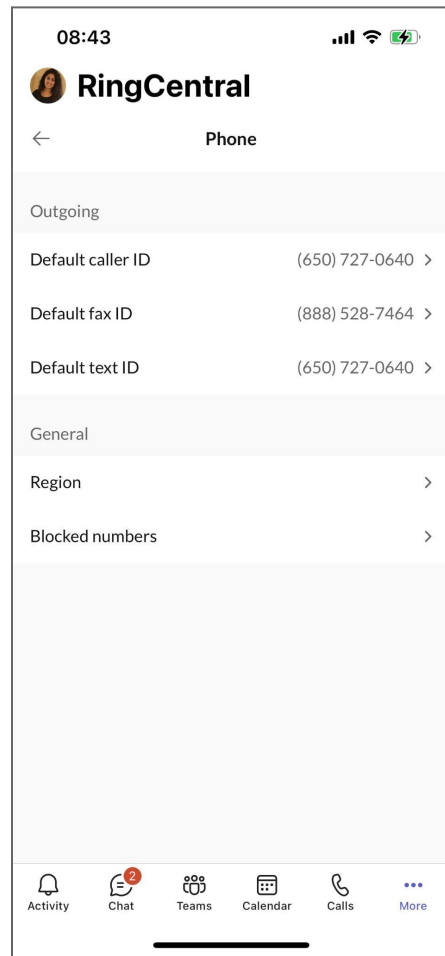 08:43
RingCentral
Phone
Outgoing
Default caller ID (650) 727-0640
Default fax ID (888) 528-7464
Default text ID (650) 727-0640
General
Region
Blocked numbers
2
Activity Chat Teams Calendar Calls More